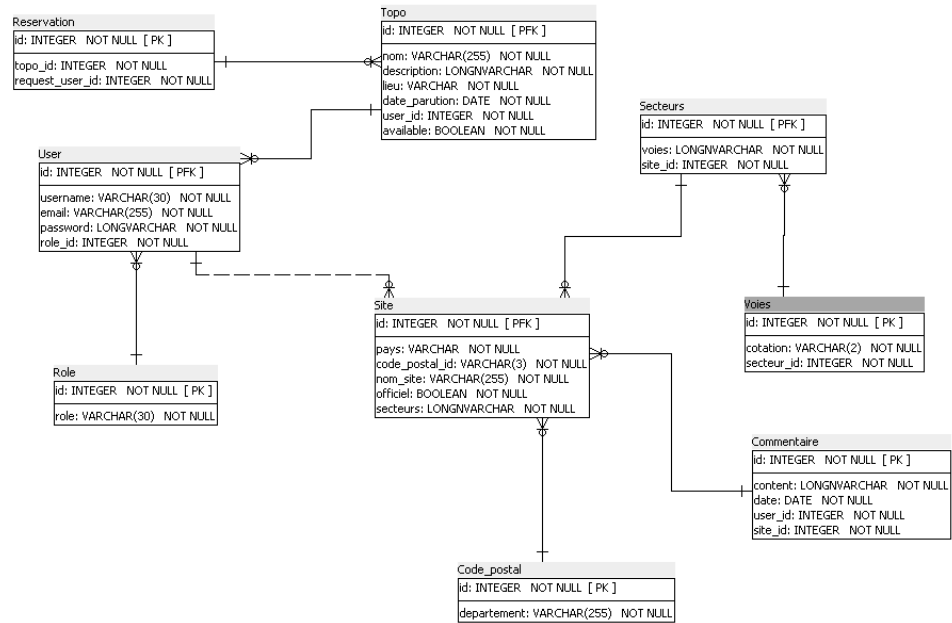 Reservation
id: INTEGER NOT NULL [ PK ]
topo_id: INTEGER NOT NULL
request_user_id: INTEGER NOT NULL
Topo
id: INTEGER NOT NULL [ PFK ]
nom: VARCHAR(255) NOT NULL
description: LONGNVARCHAR NOT NULL
lieu: VARCHAR NOT NULL
date_parution: DATE NOT NULL
user_id: INTEGER NOT NULL
available: BOOLEAN NOT NULL
Secteurs
id: INTEGER NOT NULL [ PFK ]
voies: LONGNVARCHAR NOT NULL
site_id: INTEGER NOT NULL
User
id: INTEGER NOT NULL [ PFK ]
username: VARCHAR(30) NOT NULL
email: VARCHAR(255) NOT NULL
password: LONGVARCHAR NOT NULL
role_id: INTEGER NOT NULL
Site
id: INTEGER NOT NULL [ PFK ]
pays: VARCHAR NOT NULL
code_postal_id: VARCHAR(3) NOT NULL
nom_site: VARCHAR(255) NOT NULL
officiel: BOOLEAN NOT NULL
secteurs: LONGNVARCHAR NOT NULL
Voies
id: INTEGER NOT NULL [ PK ]
cotation: VARCHAR(2) NOT NULL
secteur_id: INTEGER NOT NULL
Role
id: INTEGER NOT NULL [ PK ]
role: VARCHAR(30) NOT NULL
Commentaire
id: INTEGER NOT NULL [ PK ]
content: LONGNVARCHAR NOT NULL
date: DATE NOT NULL
user_id: INTEGER NOT NULL
site_id: INTEGER NOT NULL
Code_postal
id: INTEGER NOT NULL [ PK ]
departement: VARCHAR(255) NOT NULL